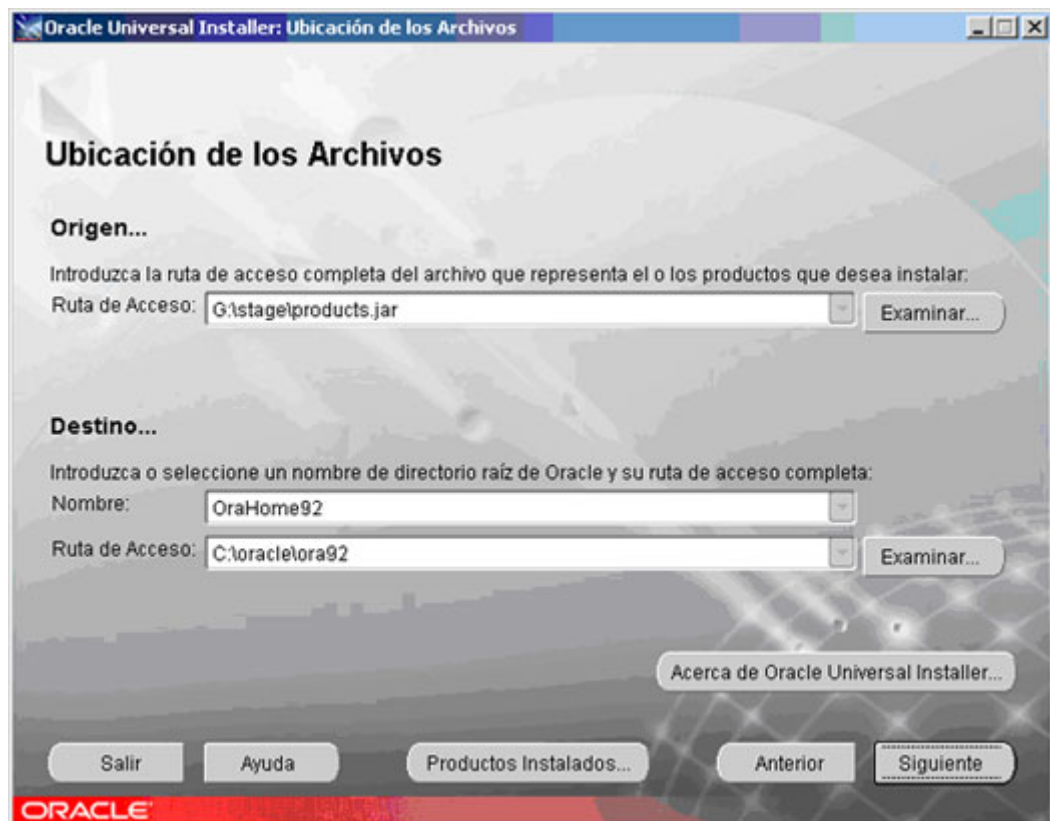 Oracle Universal Installer: Ubicación de los Archivos
Ubicación de los Archivos
Origen...
Introduzca la ruta de acceso completa del archivo que representa el o los productos que desea instalar:
Ruta de Acceso: G:\stage\products.jar Examinar...
Destino...
Introduzca o seleccione un nombre de directorio raíz de Oracle y su ruta de acceso completa:
Nombre: OraHome92
Ruta de Acceso: C:\oracle\ora92 Examinar...
Acerca de Oracle Universal Installer...
Salir Ayuda Productos Instalados... Anterior Siguiente
ORACLE